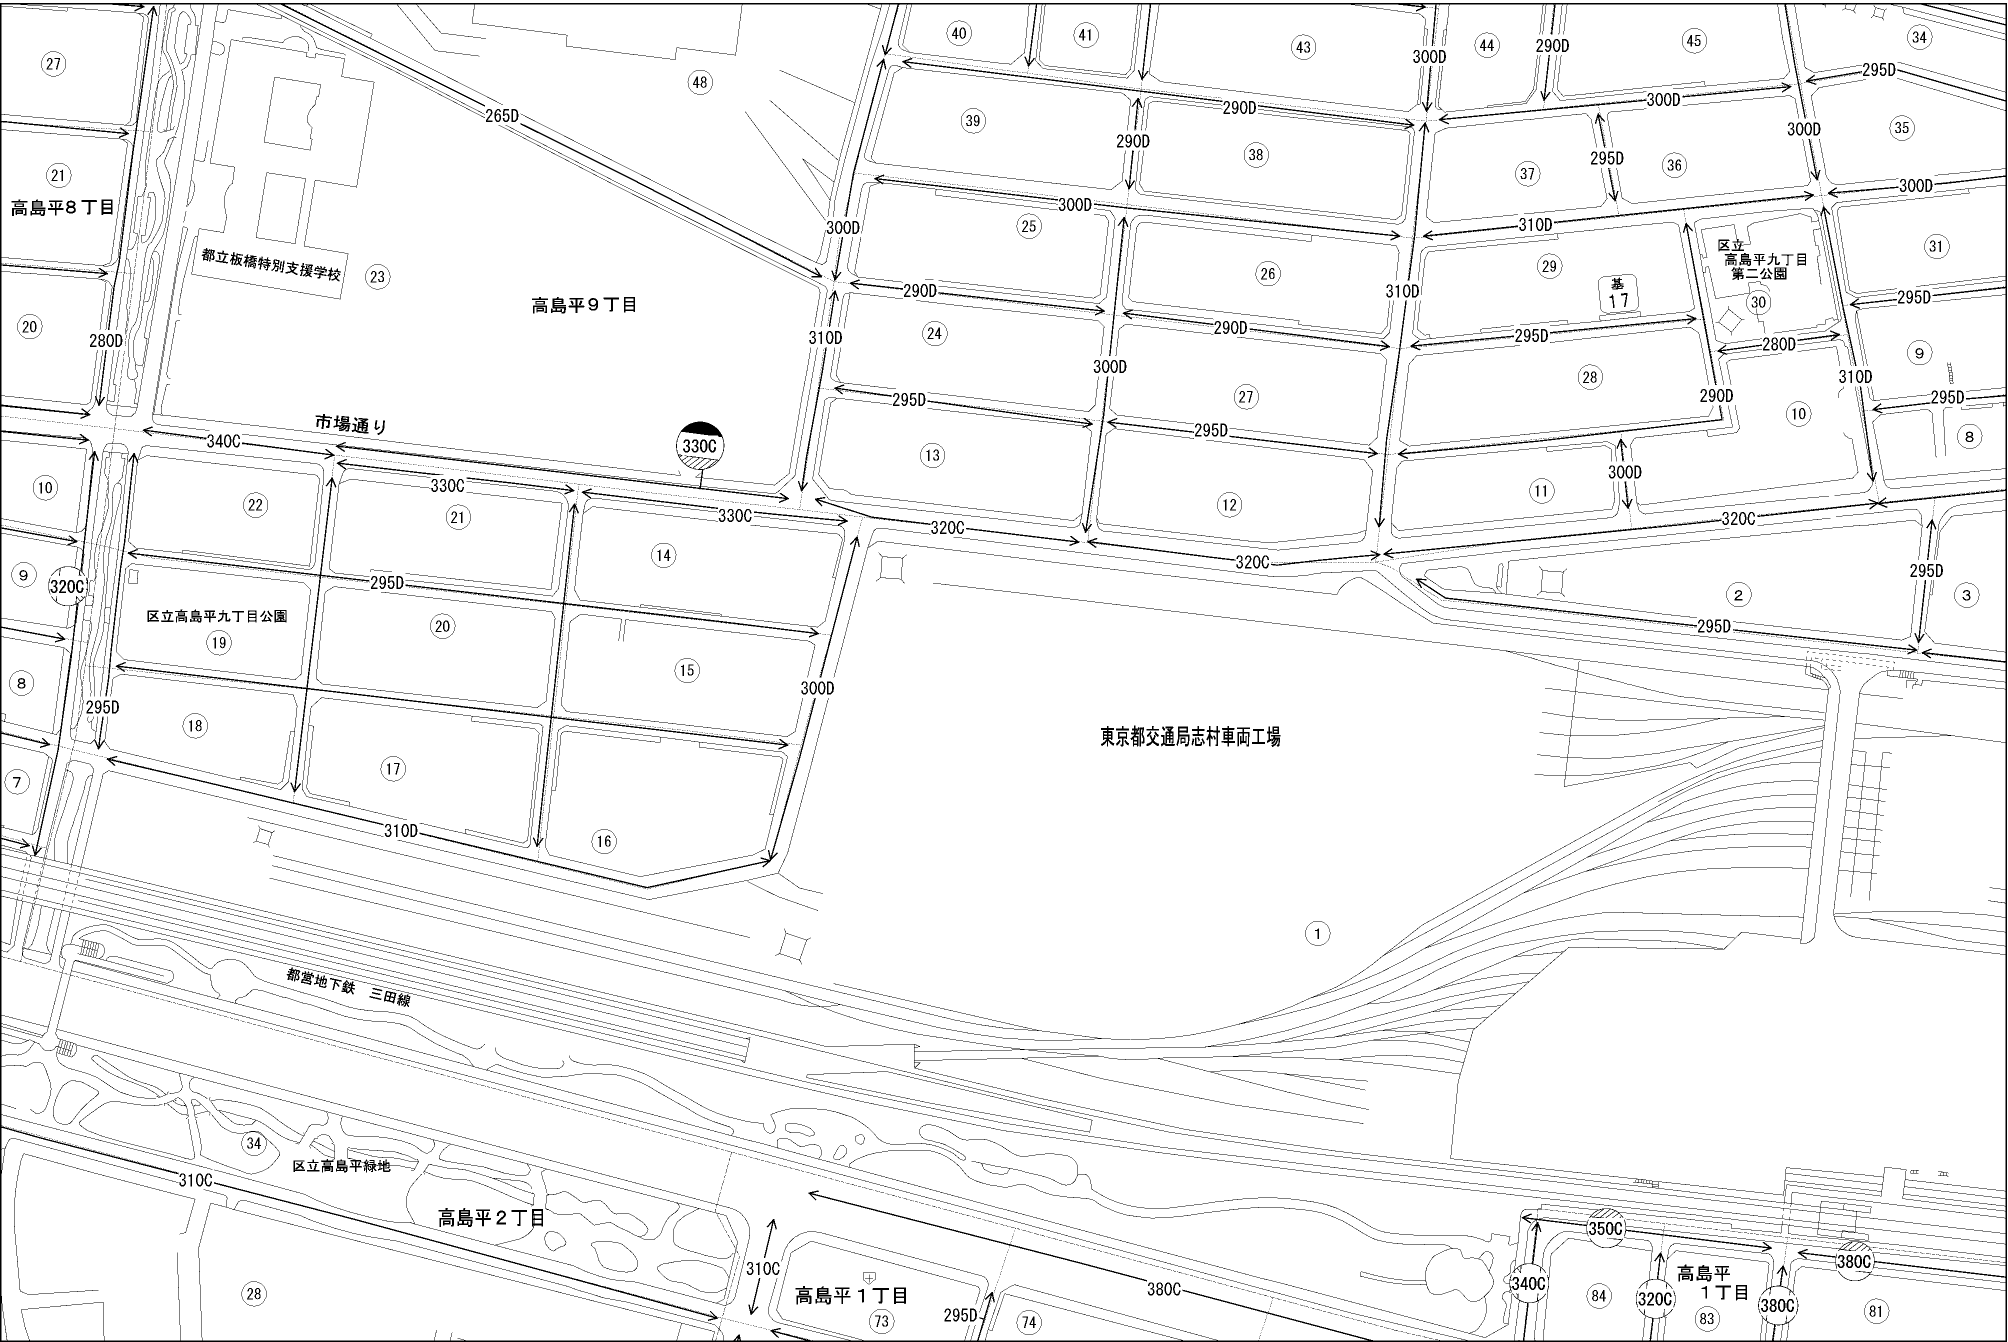 27
40
41
43
44
290D
45
34
300D
295D
48
265D
290D
300D
39
290D
38
37
295D
36
300D
35
21
高島平8丁目
都立板橋特別支援学校
23
高島平9丁目
300D
25
300D
26
310D
29
基
17
区立
高島平九丁目
第二公園
30
300D
31
20
280D
290D
310D
24
300D
290D
310D
295D
28
280D
295D
9
310D
295D
27
295D
290D
10
295D
8
市場通り
340C
330C
13
12
11
300D
10
22
330C
21
330C
14
320C
320C
320C
9
320C
295D
区立高島平九丁目公園
19
20
15
2
295D
295D
3
8
295D
18
300D
東京都交通局志村車両工場
7
17
310D
16
1
都営地下鉄 三田線
34
区立高島平緑地
310C
高島平2丁目
28
310C
高島平1丁目
73
295D
74
380C
350C
340C
84
320C
高島平
1丁目
83
380C
380C
81